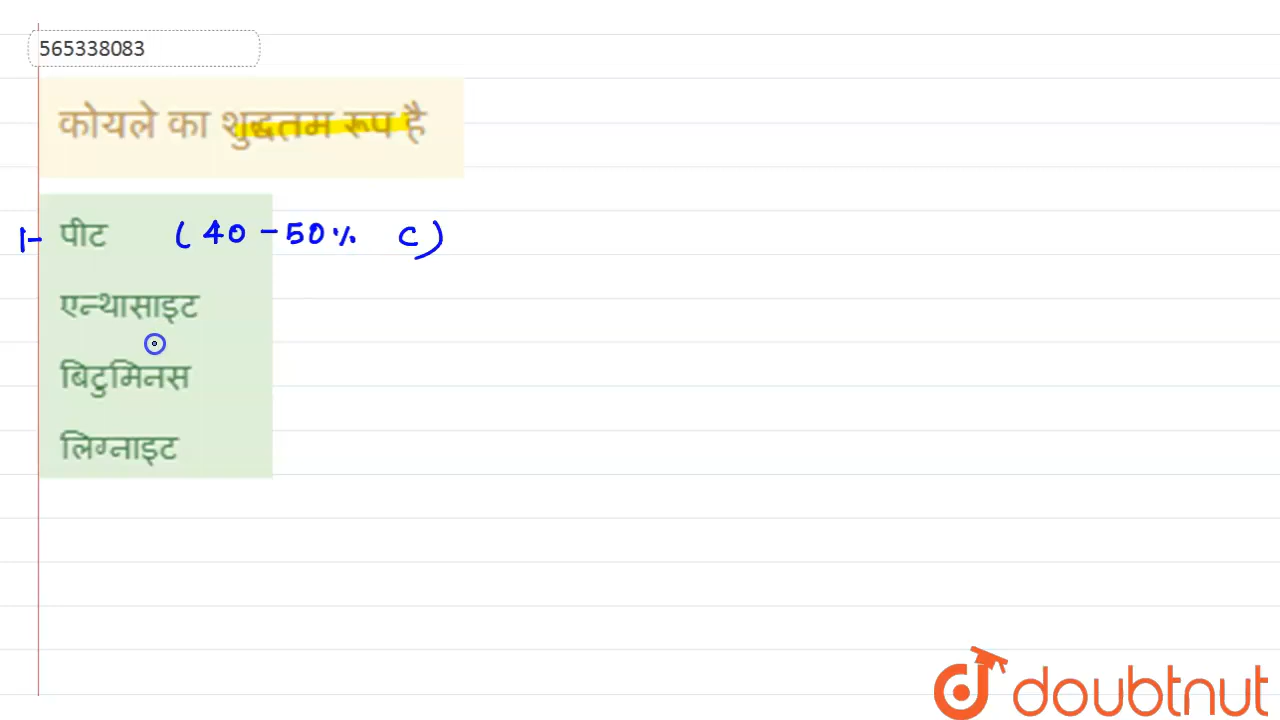 565338083
कोयले का शुद्धतम रूप है
1- पीट (40-50% C)
एन्थासाइट
बिटुमिनस
लिग्नाइट
doubtnut